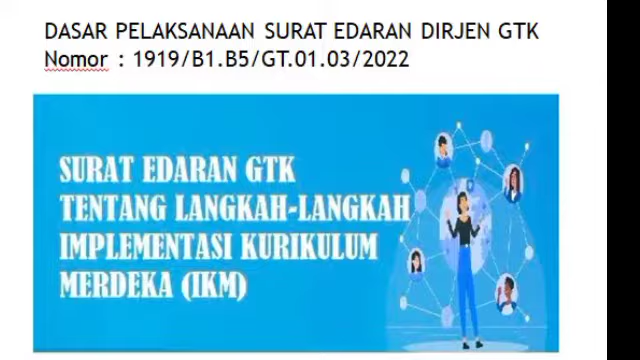 DASAR PELAKSANAAN SURAT EDARAN DIRJEN GTK
Nomor : 1919/B1.B5/GT.01.03/2022
SURAT EDARAN GTK
TENTANG LANGKAH-LANGKAH
IMPLEMENTASI KURIKULUM
MERDEKA (IKM)